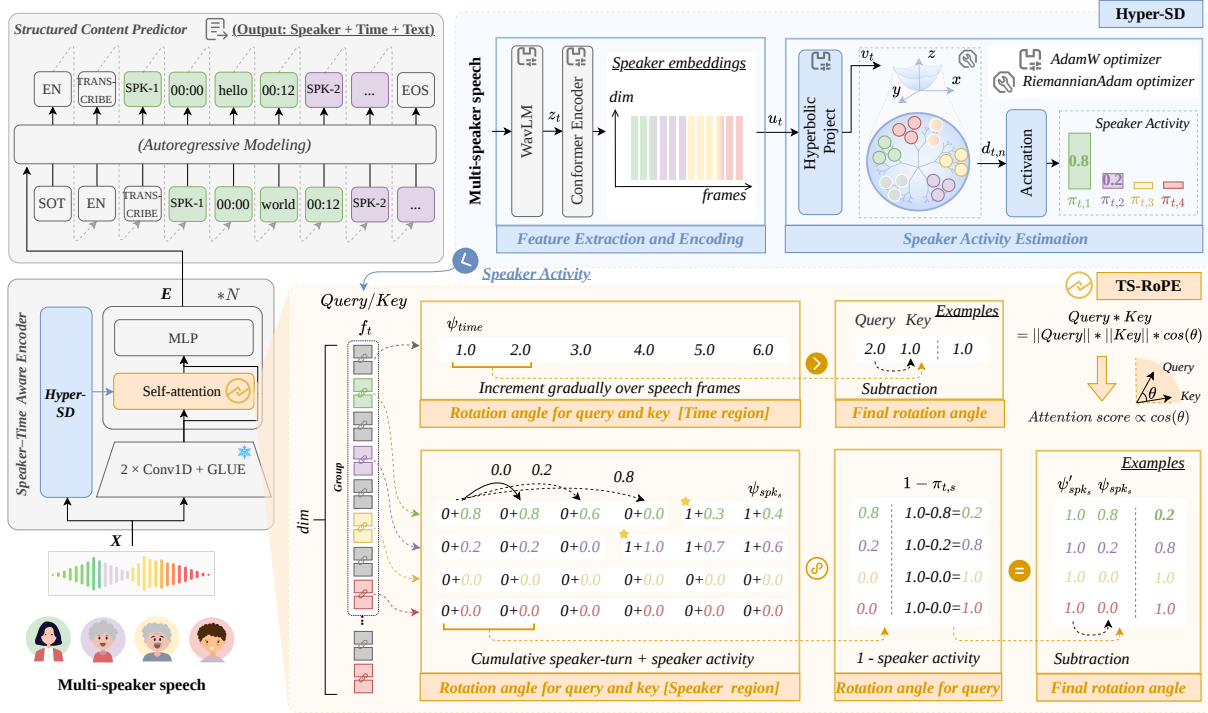 Structured Content Predictor (Output: Speaker + Time + Text)
EN TRANS-CRIBE SPK-1 00:00 hello 00:12 SPK-2 ... EOS
(Autoregressive Modeling)
SOT EN TRANS-CRIBE SPK-1 00:00 world 00:12 SPK-2 ...
E *N
Speaker–Time Aware Encoder
Hyper-SD
MLP
Self-attention
2 × Conv1D + GLUE
X
Multi-speaker speech
Hyper-SD
Multi-speaker speech
WavLM
z_t
Conformer Encoder
Speaker embeddings
dim
frames
u_t
Feature Extraction and Encoding
Hyperbolic Project
v_t
z
x
y
AdamW optimizer
RiemannianAdam optimizer
d_{t,n}
Activation
Speaker Activity
0.8
0.2
π_{t,1} π_{t,2} π_{t,3} π_{t,4}
Speaker Activity Estimation
Speaker Activity
TS-RoPE
Query/Key
f_t
dim
Group
...
ψ_{time}
1.0 2.0 3.0 4.0 5.0 6.0
Increment gradually over speech frames
Rotation angle for query and key [Time region]
Examples
Query Key
2.0 1.0 1.0
Subtraction
Final rotation angle
Query * Key
= ||Query|| * ||Key|| * cos(θ)
Query
θ
Key
Attention score ∝ cos(θ)
0.0 0.2 0.8
ψ_{spk_s}
0+0.8 0+0.8 0+0.6 0+0.0 1+0.3 1+0.4
0+0.2 0+0.2 0+0.0 1+1.0 1+0.7 1+0.6
0+0.0 0+0.0 0+0.0 0+0.0 0+0.0 0+0.0
0+0.0 0+0.0 0+0.0 0+0.0 0+0.0 0+0.0
Cumulative speaker-turn + speaker activity
Rotation angle for query and key [Speaker region]
1 − π_{t,s}
0.8 1.0-0.8=0.2
0.2 1.0-0.2=0.8
0.0 1.0-0.0=1.0
0.0 1.0-0.0=1.0
1 - speaker activity
Rotation angle for query
=
Examples
ψ'_{spk_s} ψ_{spk_s}
1.0 0.8 0.2
1.0 0.2 0.8
1.0 0.0 1.0
1.0 0.0 1.0
Subtraction
Final rotation angle